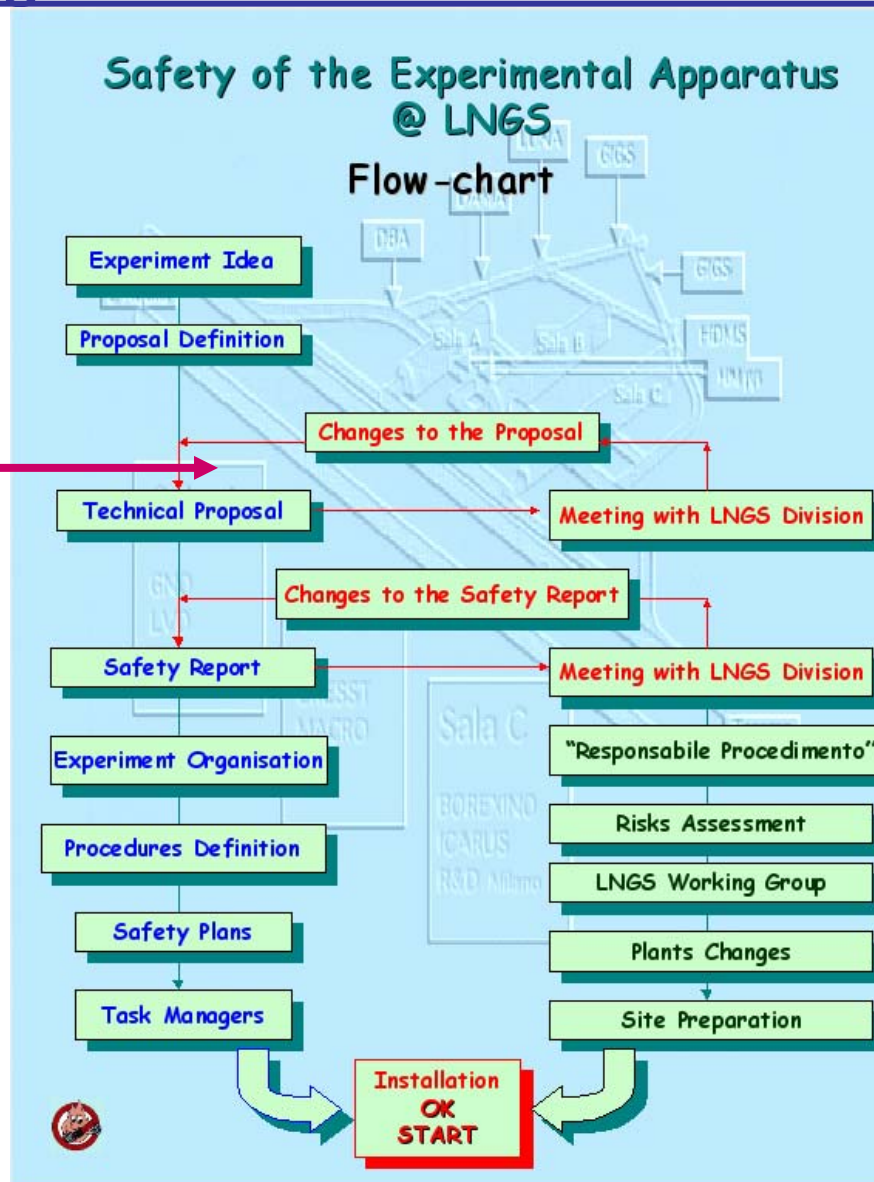 Safety of the Experimental Apparatus
@ LNGS
Flow-chart
Experiment Idea
Proposal Definition
Changes to the Proposal
Technical Proposal
Meeting with LNGS Division
Changes to the Safety Report
Safety Report
Meeting with LNGS Division
Experiment Organisation
"Responsabile Procedimento"
Procedures Definition
Risks Assessment
LNGS Working Group
Safety Plans
Plants Changes
Task Managers
Site Preparation
Installation
OK
START
DBA
GIGS
GIGS
HDMS
Sala A
Sala B
Sala C
GNO
LVD
MACRO
Sala C
BOREXINO
ICARUS
R&D Milano